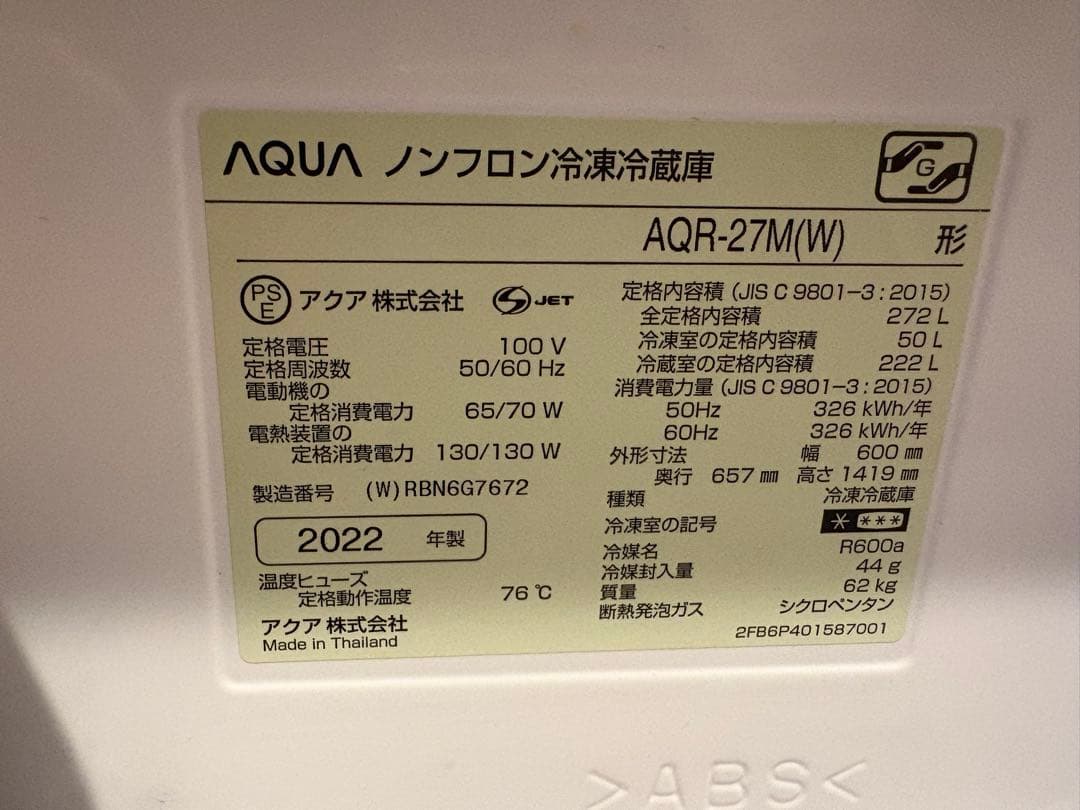 AQUA ノンフロン冷凍冷蔵庫
G
AQR-27M(W) 形
PSE アクア 株式会社 JET
定格電圧 100 V
定格周波数 50/60 Hz
電動機の
定格消費電力 65/70 W
電熱装置の
定格消費電力 130/130 W
製造番号 (W)RBN6G7672
2022 年製
温度ヒューズ
定格動作温度 76 ℃
アクア 株式会社
Made in Thailand
定格内容積 (JIS C 9801-3:2015)
全定格内容積 272 L
冷凍室の定格内容積 50 L
冷蔵室の定格内容積 222 L
消費電力量 (JIS C 9801-3:2015)
50Hz 326 kWh/年
60Hz 326 kWh/年
外形寸法 幅 600 ㎜
奥行 657 ㎜ 高さ 1419 ㎜
種類 冷凍冷蔵庫
冷凍室の記号 * ***
冷媒名 R600a
冷媒封入量 44 g
質量 62 kg
断熱発泡ガス シクロペンタン
2FB6P401587001
>ABS<